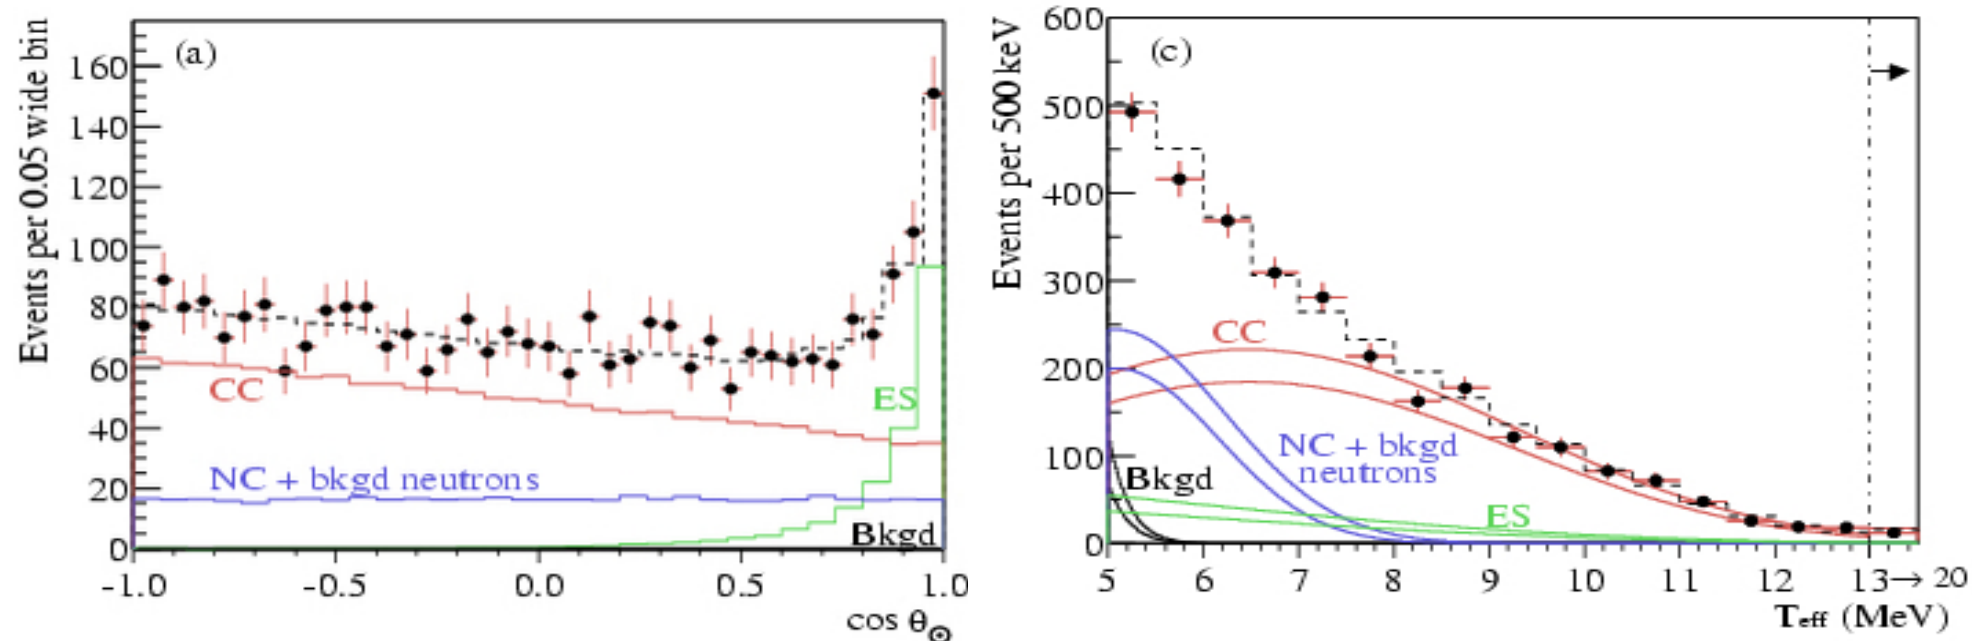 Events per 0.05 wide bin
(a)
160
140
120
100
80
60
40
20
0
CC
ES
NC + bkgd neutrons
Bkgd
-1.0
-0.5
0.0
0.5
1.0
cos θ⊙
Events per 500 keV
(c)
600
500
400
300
200
100
0
CC
NC + bkgd
neutrons
Bkgd
ES
5
6
7
8
9
10
11
12
13→ 20
Teff (MeV)